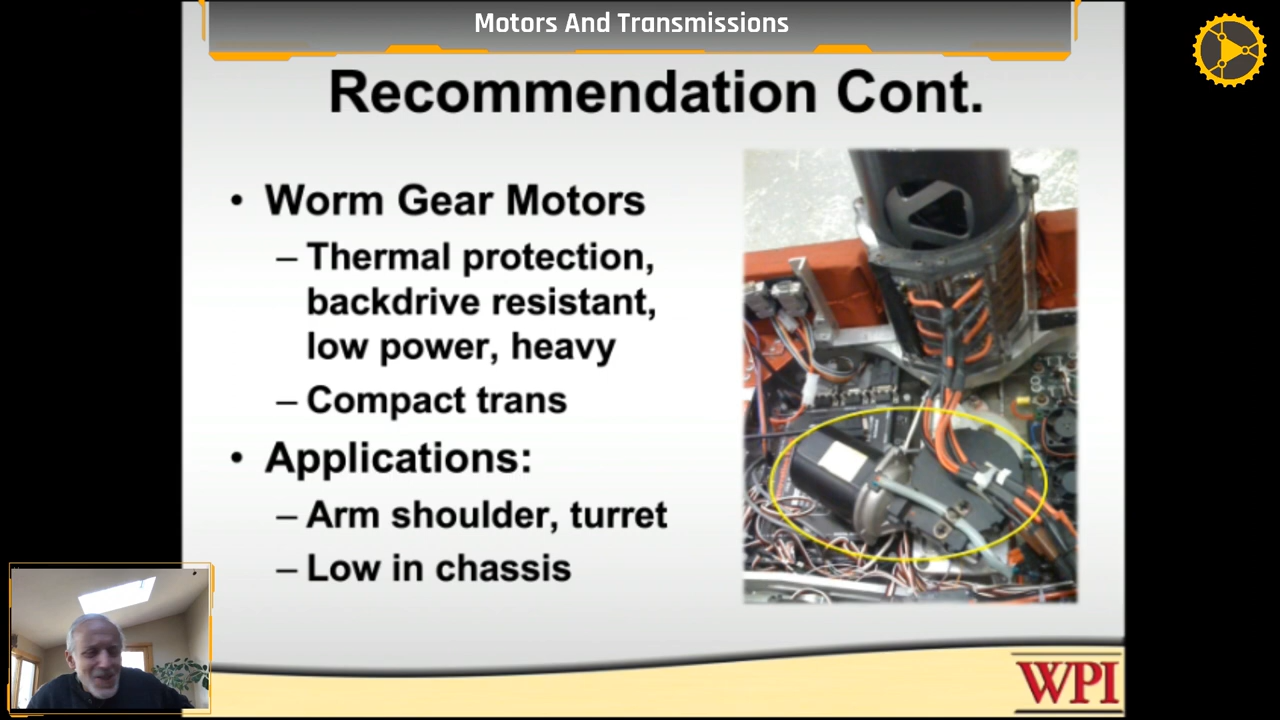 Motors And Transmissions
Recommendation Cont.
• Worm Gear Motors
– Thermal protection,
backdrive resistant,
low power, heavy
– Compact trans
• Applications:
– Arm shoulder, turret
– Low in chassis
WPI